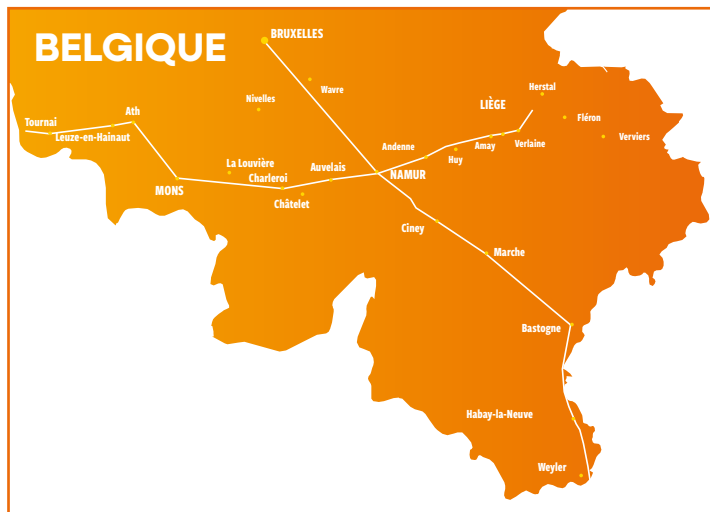 BELGIQUE
BRUXELLES
Wavre
Nivelles
Herstal
LIÈGE
Fléron
Verviers
Ath
Tournai
Leuze-en-Hainaut
Andenne
Amay
Verlaine
Huy
La Louvière
Auvelais
Charleroi
NAMUR
MONS
Châtelet
Ciney
Marche
Bastogne
Habay-la-Neuve
Weyler